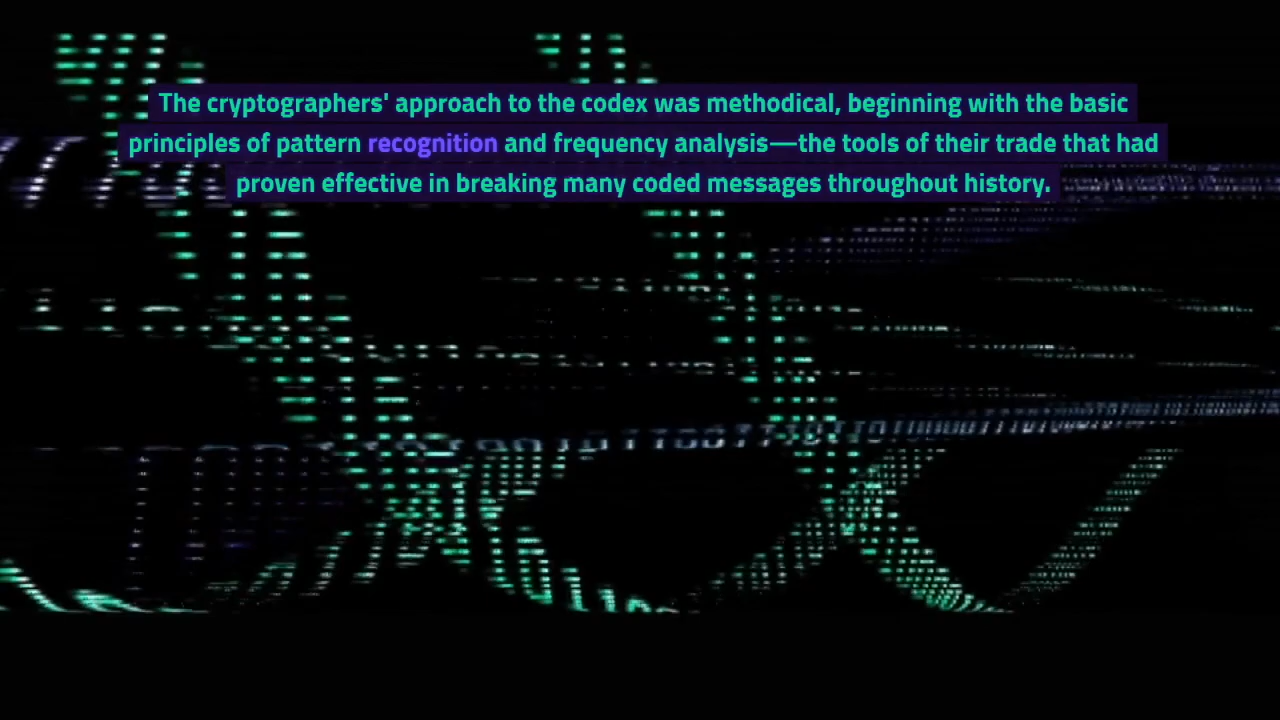 The cryptographers' approach to the codex was methodical, beginning with the basic
principles of pattern recognition and frequency analysis—the tools of their trade that had
proven effective in breaking many coded messages throughout history.